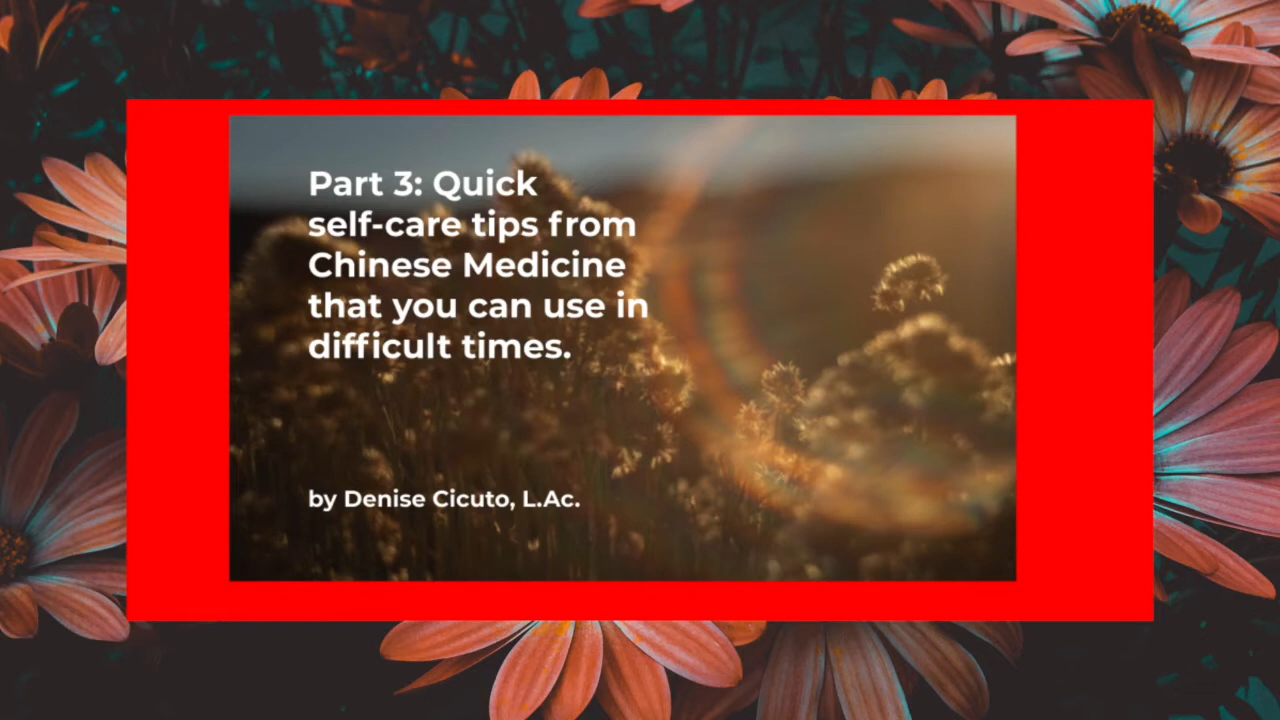 Part 3: Quick
self-care tips from
Chinese Medicine
that you can use in
difficult times.
by Denise Cicuto, L.Ac.